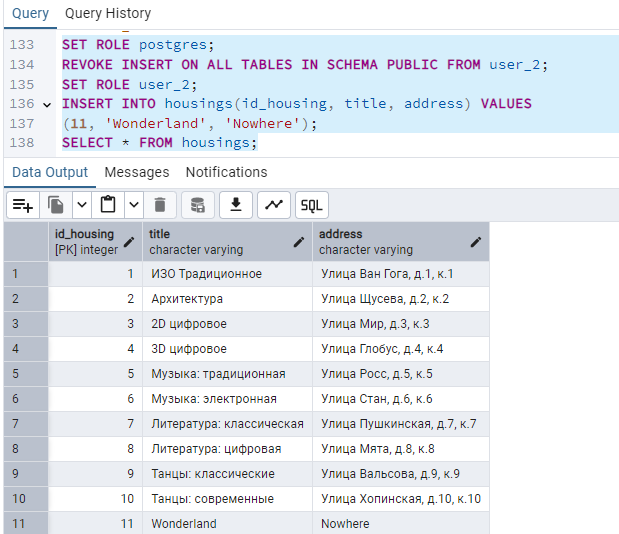 Query Query History
133 SET ROLE postgres;
134 REVOKE INSERT ON ALL TABLES IN SCHEMA PUBLIC FROM user_2;
135 SET ROLE user_2;
136 INSERT INTO housings(id_housing, title, address) VALUES
137 (11, 'Wonderland', 'Nowhere');
138 SELECT * FROM housings;
Data Output Messages Notifications
SQL
id_housing title address
[PK] integer character varying character varying
1 1 ИЗО Традиционное Улица Ван Гога, д.1, к.1
2 2 Архитектура Улица Щусева, д.2, к.2
3 3 2D цифровое Улица Мир, д.3, к.3
4 4 3D цифровое Улица Глобус, д.4, к.4
5 5 Музыка: традиционная Улица Росс, д.5, к.5
6 6 Музыка: электронная Улица Стан, д.6, к.6
7 7 Литература: классическая Улица Пушкинская, д.7, к.7
8 8 Литература: цифровая Улица Мята, д.8, к.8
9 9 Танцы: классические Улица Вальсова, д.9, к.9
10 10 Танцы: современные Улица Хопинская, д.10, к.10
11 11 Wonderland Nowhere